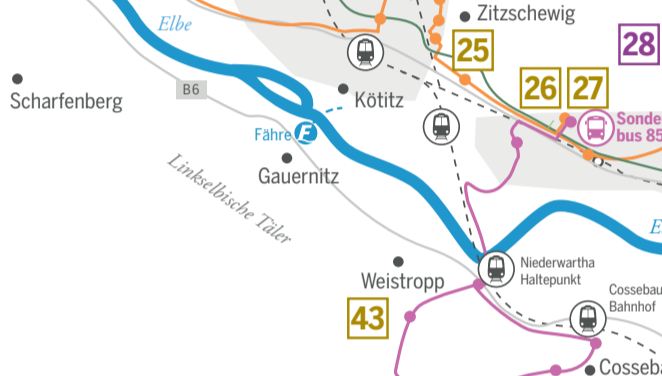 Zitzschewig
Elbe
25
28
26
27
B6
Scharfenberg
Kötitz
Sonde
bus 85
Fähre F
Gauernitz
Linkselbische Täler
E
Niederwartha
Haltepunkt
Weistropp
Cossebau
Bahnhof
43
Cosseba